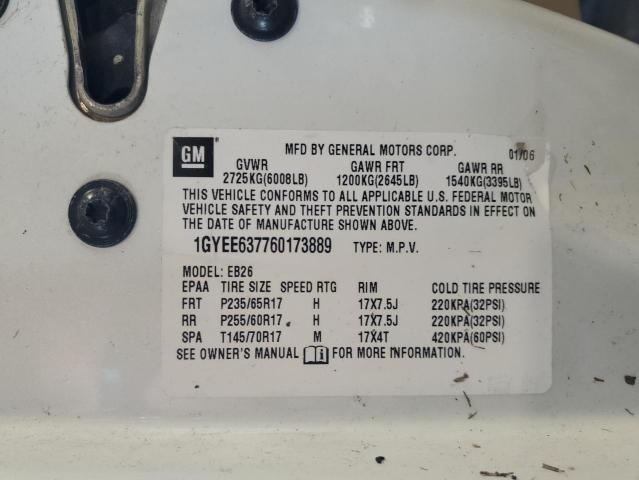 GM
MFD BY GENERAL MOTORS CORP. 01/06
GVWR GAWR FRT GAWR RR
2725KG(6008LB) 1200KG(2645LB) 1540KG(3395LB)
THIS VEHICLE CONFORMS TO ALL APPLICABLE U.S. FEDERAL MOTOR
VEHICLE SAFETY AND THEFT PREVENTION STANDARDS IN EFFECT ON
THE DATE OF MANUFACTURE SHOWN ABOVE.
1GYEE637760173889 TYPE: M.P.V.
MODEL: EB26
EPAA TIRE SIZE SPEED RTG RIM COLD TIRE PRESSURE
FRT P235/65R17 H 17X7.5J 220KPA(32PSI)
RR P255/60R17 H 17X7.5J 220KPA(32PSI)
SPA T145/70R17 M 17X4T 420KPA(60PSI)
SEE OWNER'S MANUAL FOR MORE INFORMATION.